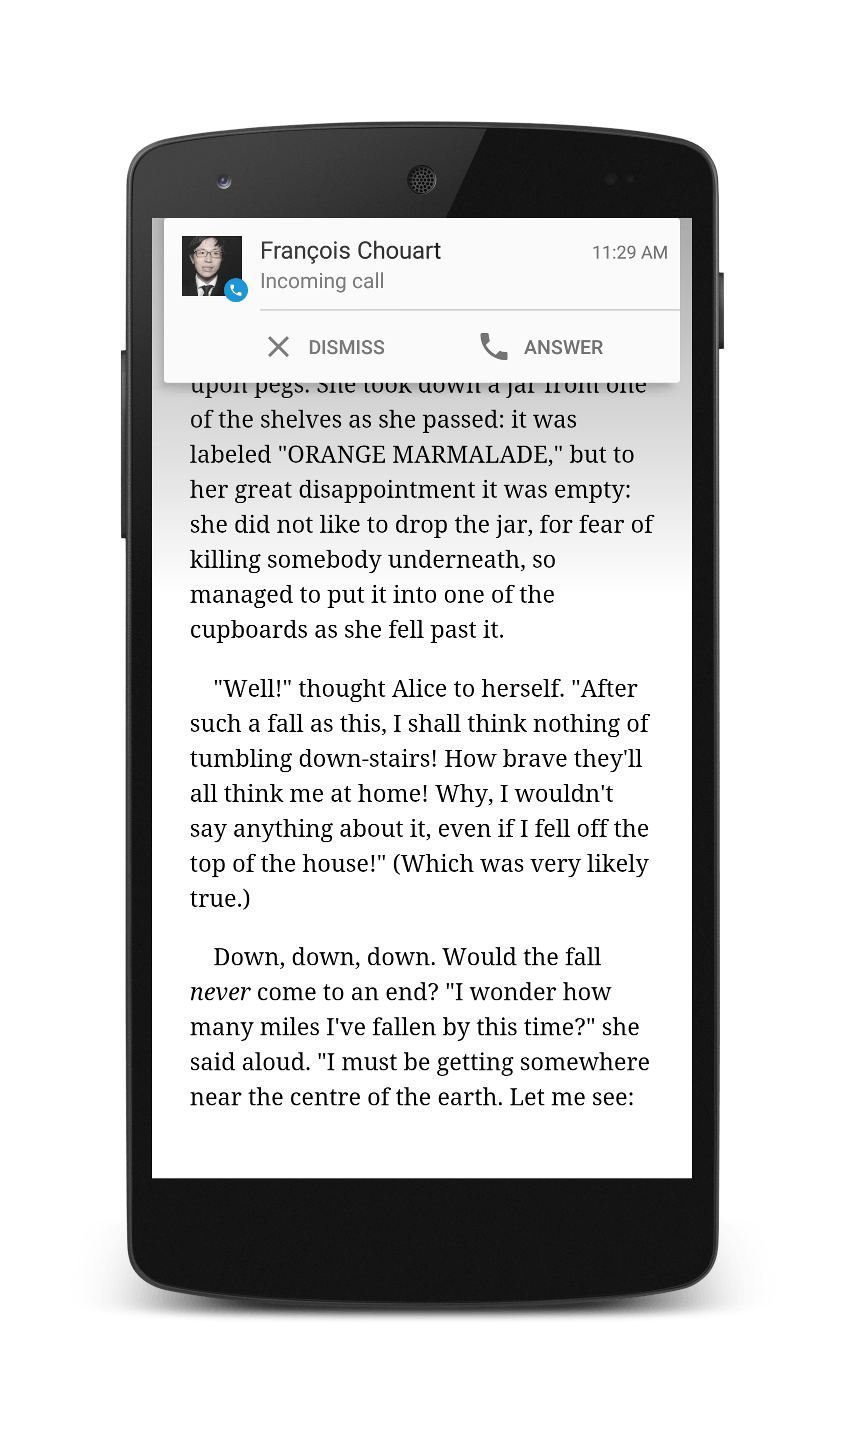 François Chouart
11:29 AM
Incoming call
DISMISS
ANSWER
upon pegs. She took down a jar from one
of the shelves as she passed: it was
labeled "ORANGE MARMALADE," but to
her great disappointment it was empty:
she did not like to drop the jar, for fear of
killing somebody underneath, so
managed to put it into one of the
cupboards as she fell past it.
"Well!" thought Alice to herself. "After
such a fall as this, I shall think nothing of
tumbling down-stairs! How brave they'll
all think me at home! Why, I wouldn't
say anything about it, even if I fell off the
top of the house!" (Which was very likely
true.)
Down, down, down. Would the fall
never come to an end? "I wonder how
many miles I've fallen by this time?" she
said aloud. "I must be getting somewhere
near the centre of the earth. Let me see: